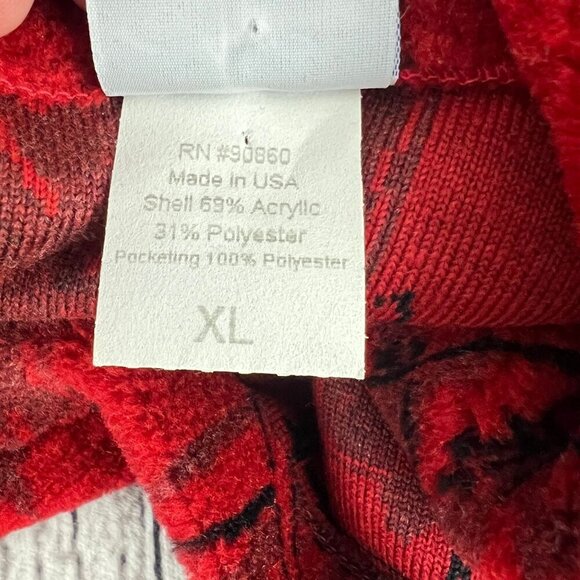 RN #90860
Made in USA
Shell 69% Acrylic
31% Polyester
Pocketing 100% Polyester
XL